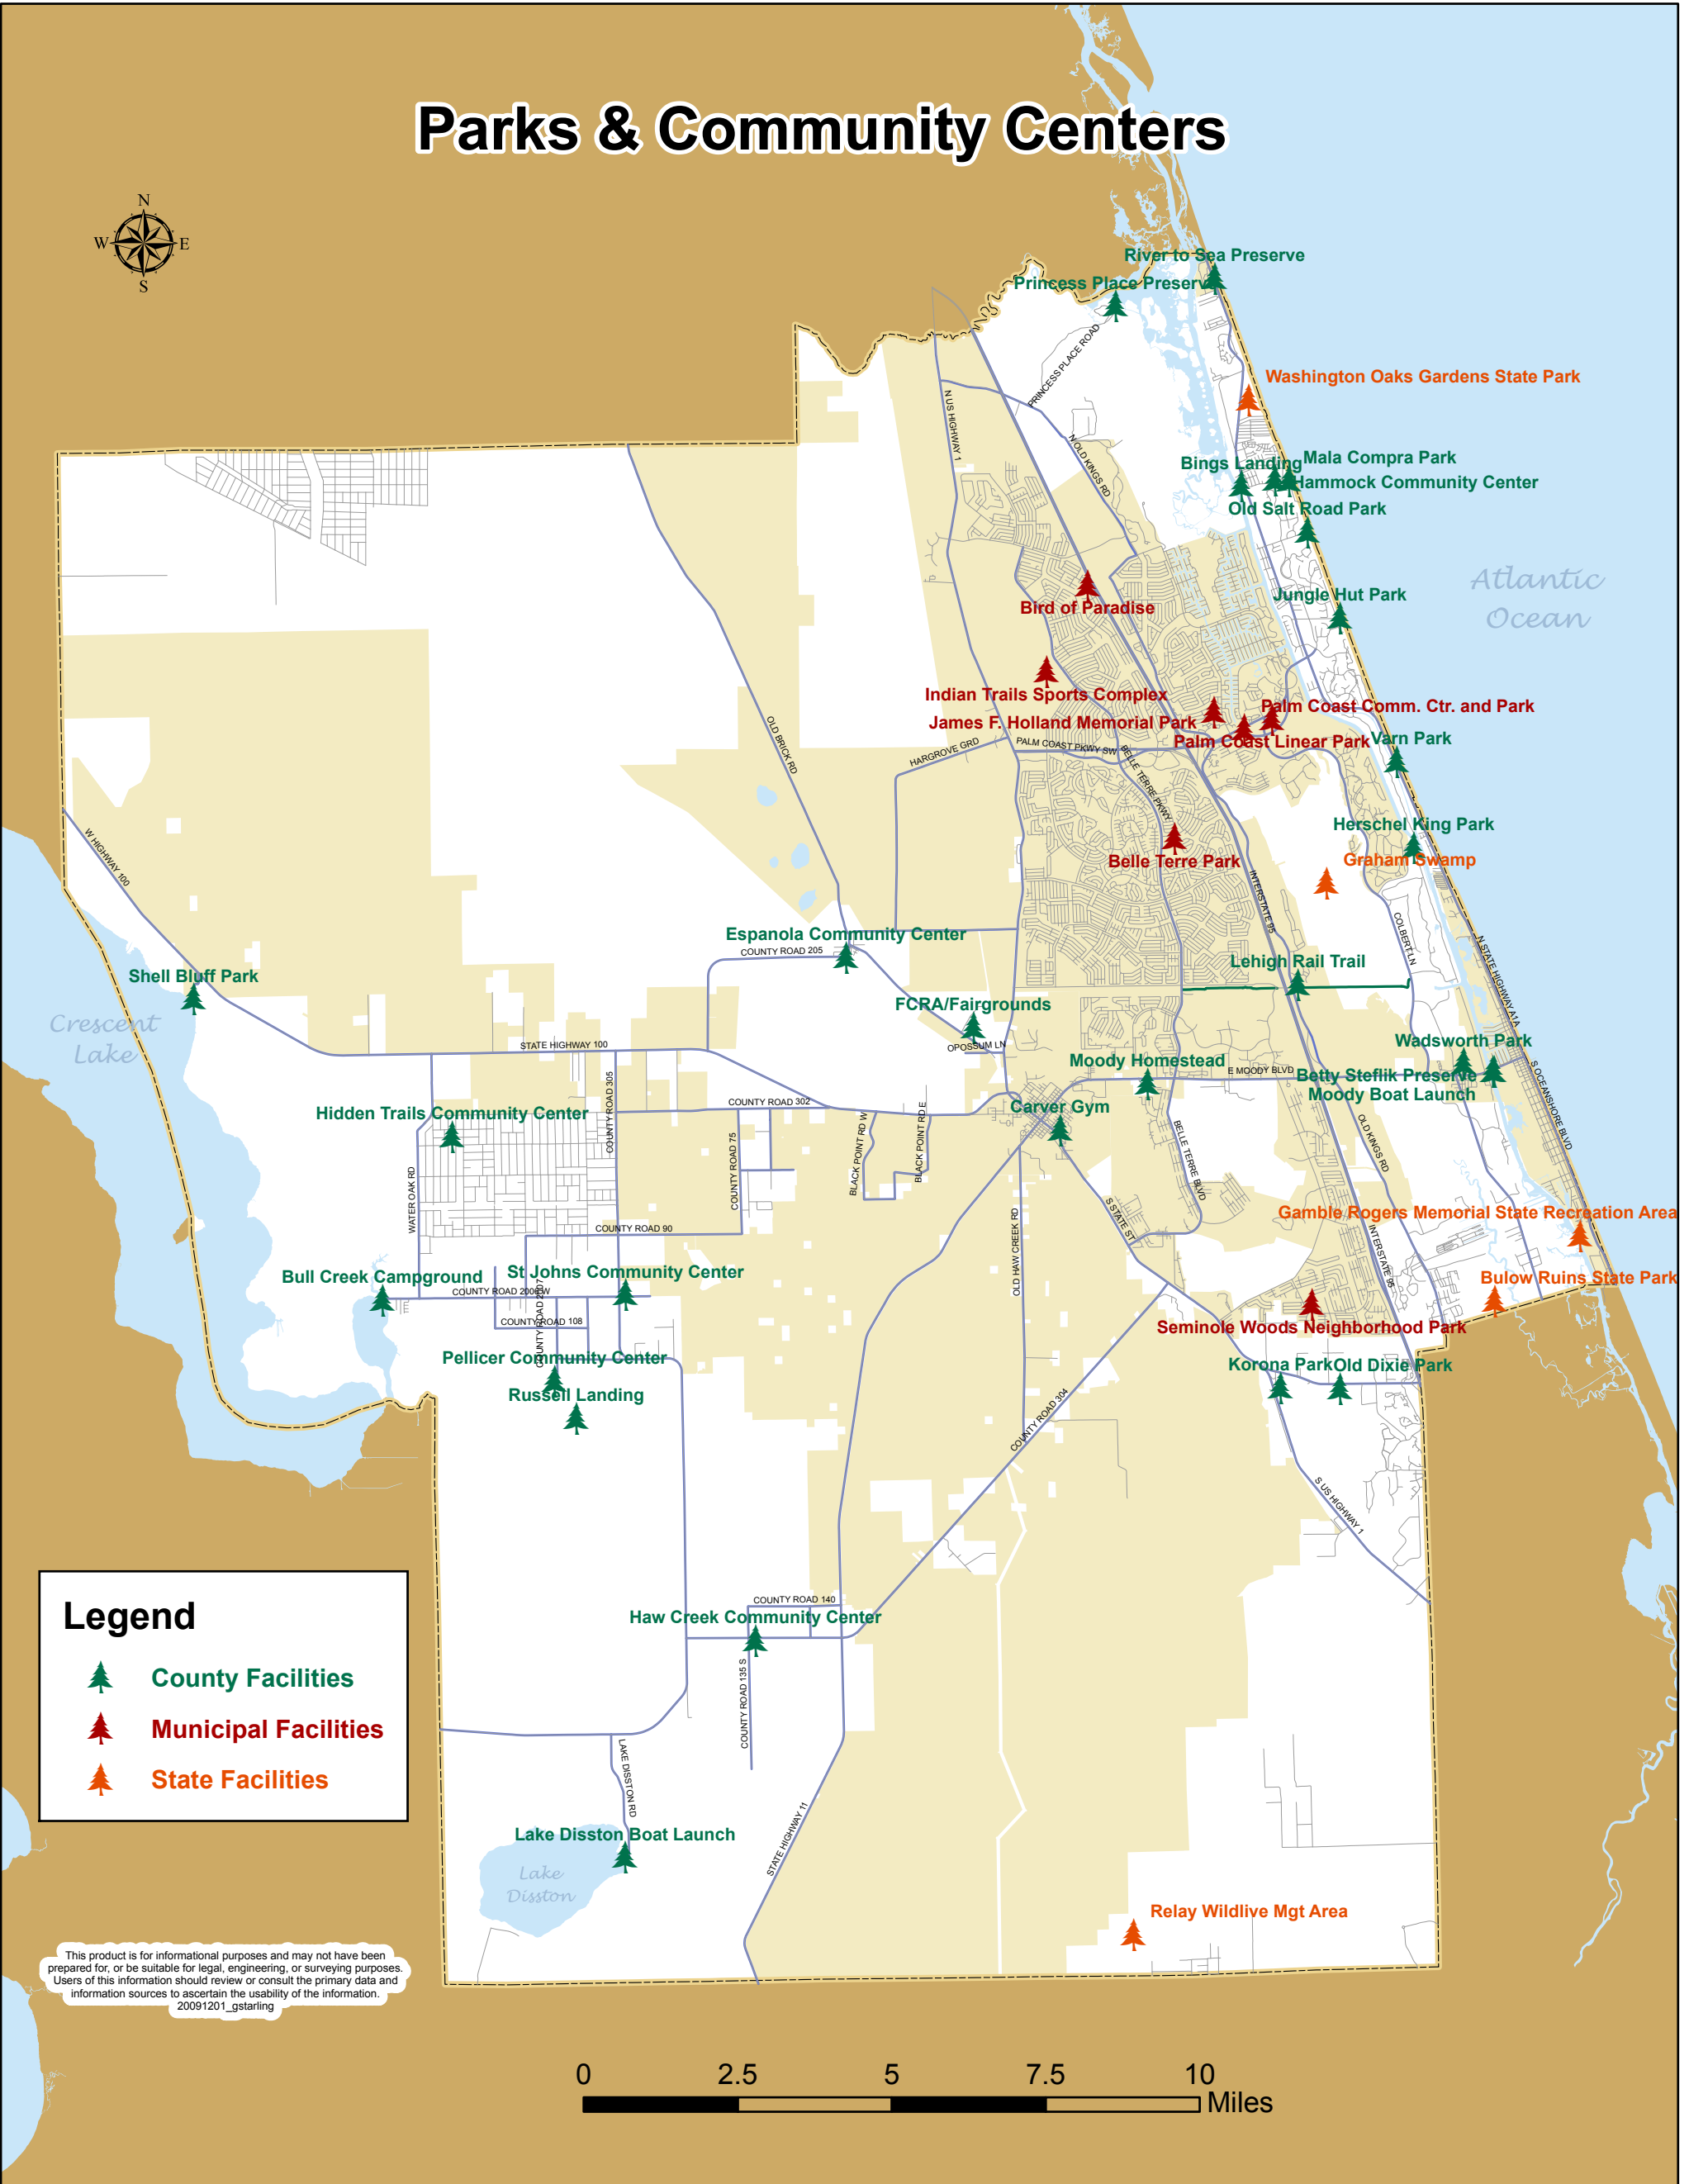 Parks & Community Centers
N
W
E
S
River to Sea Preserve
Princess Place Preserv
PRINCESS PLACE ROAD
Washington Oaks Gardens State Park
N US HIGHWAY 1
N OLD KINGS RD
Bings Landing
Mala Compra Park
Hammock Community Center
Old Salt Road Park
Atlantic
Ocean
Jungle Hut Park
Bird of Paradise
Indian Trails Sports Complex
James F. Holland Memorial Park
Palm Coast Comm. Ctr. and Park
Palm Coast Linear Park
Varn Park
OLD BRICK RD
HARGROVE GRD
PALM COAST PKWY SW
BELLE TERRE PKWY
W HIGHWAY 100
Herschel King Park
Graham Swamp
Belle Terre Park
INTERSTATE 95
COLBERT LN
N STATE HIGHWAY A1A
Espanola Community Center
COUNTY ROAD 205
Lehigh Rail Trail
Shell Bluff Park
Crescent
Lake
FCRA/Fairgrounds
OPOSSUM LN
STATE HIGHWAY 100
Wadsworth Park
Moody Homestead
E MOODY BLVD
Betty Steflik Preserve
Moody Boat Launch
S OCEANSHORE BLVD
COUNTY ROAD 305
COUNTY ROAD 302
Carver Gym
Hidden Trails Community Center
COUNTY ROAD 75
BLACK POINT RD W
BLACK POINT RD E
BELLE TERRE BLVD
OLD KINGS RD
WATER OAK RD
COUNTY ROAD 90
OLD HAW CREEK RD
S STATE ST
Gamble Rogers Memorial State Recreation Area
INTERSTATE 95
Bull Creek Campground
St Johns Community Center
COUNTY ROAD 2006 W
COUNTY ROAD 2007
COUNTY ROAD 108
Bulow Ruins State Park
Seminole Woods Neighborhood Park
Pellicer Community Center
Russell Landing
Korona Park
Old Dixie Park
COUNTY ROAD 304
S US HIGHWAY 1
COUNTY ROAD 140
Haw Creek Community Center
COUNTY ROAD 135 S
LAKE DISSTON RD
STATE HIGHWAY 11
Lake Disston Boat Launch
Lake
Disston
Relay Wildlive Mgt Area
Legend
County Facilities
Municipal Facilities
State Facilities
This product is for informational purposes and may not have been
prepared for, or be suitable for legal, engineering, or surveying purposes.
Users of this information should review or consult the primary data and
information sources to ascertain the usability of the information.
20091201_gstarling
0 2.5 5 7.5 10
Miles